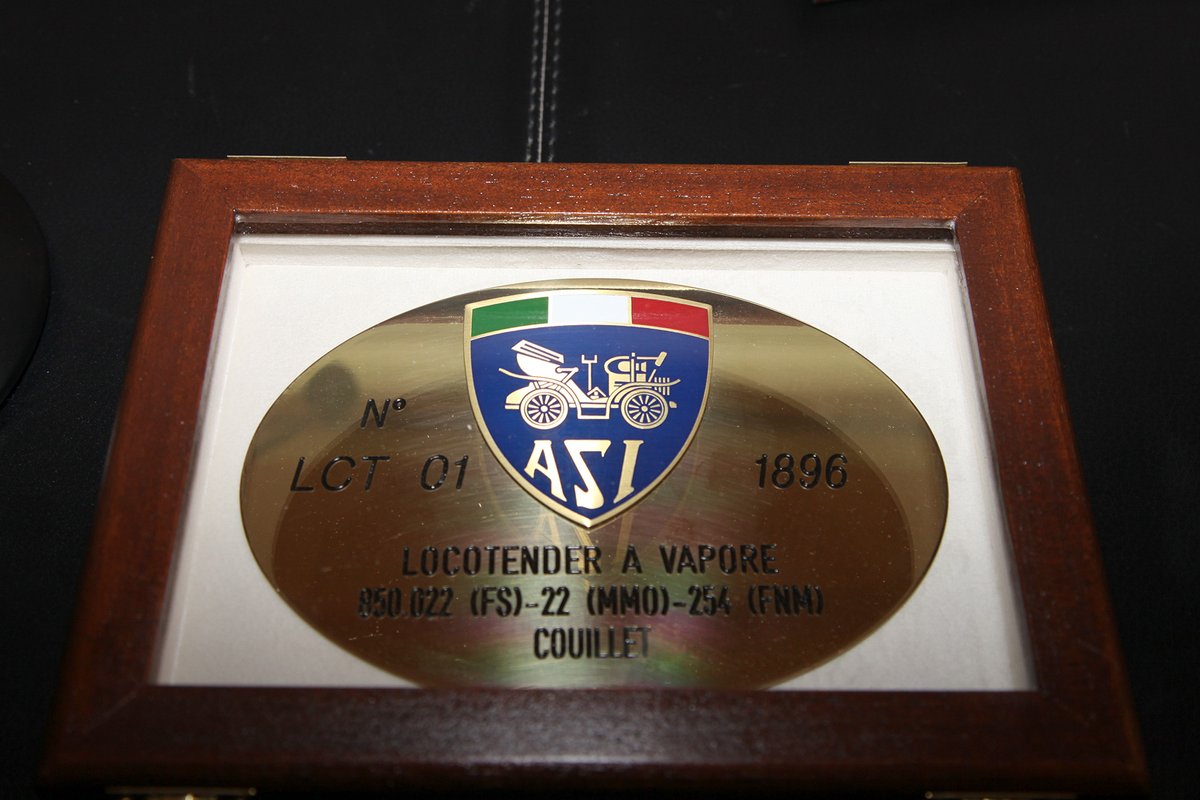 N°
LCT 01
ASI
1896
LOCOTENDER A VAPORE
850.022 (FS)-22 (MMO)-254 (FNM)
COUILLET